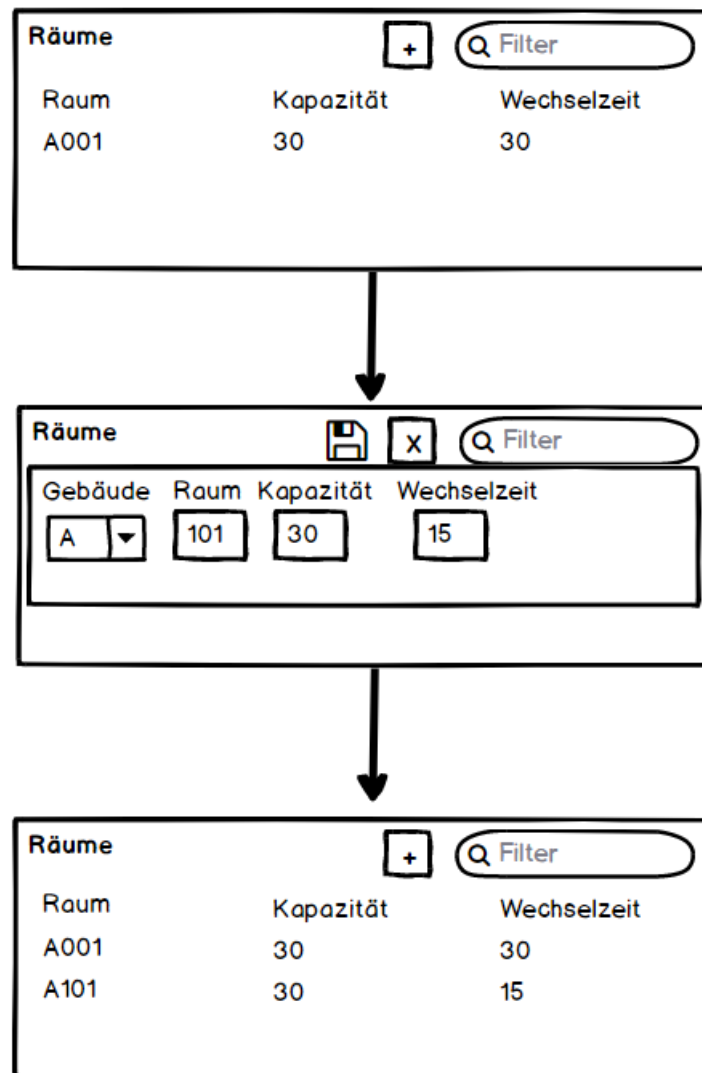 Räume + Filter
Raum Kapazität Wechselzeit
A001 30 30
Räume X Filter
Gebäude Raum Kapazität Wechselzeit
A 101 30 15
Räume + Filter
Raum Kapazität Wechselzeit
A001 30 30
A101 30 15